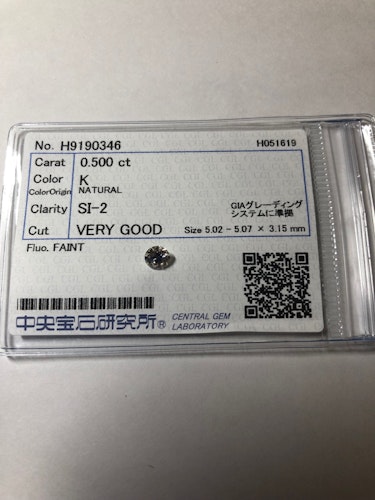 No. H9190346 H051619
Carat 0.500 ct
Color K
ColorOrigin NATURAL
Clarity SI-2 GIAグレーディング
システムに準拠
Cut VERY GOOD Size 5.02 - 5.07 × 3.15 mm
Fluo. FAINT
中央宝石研究所® CENTRAL GEM
LABORATORY